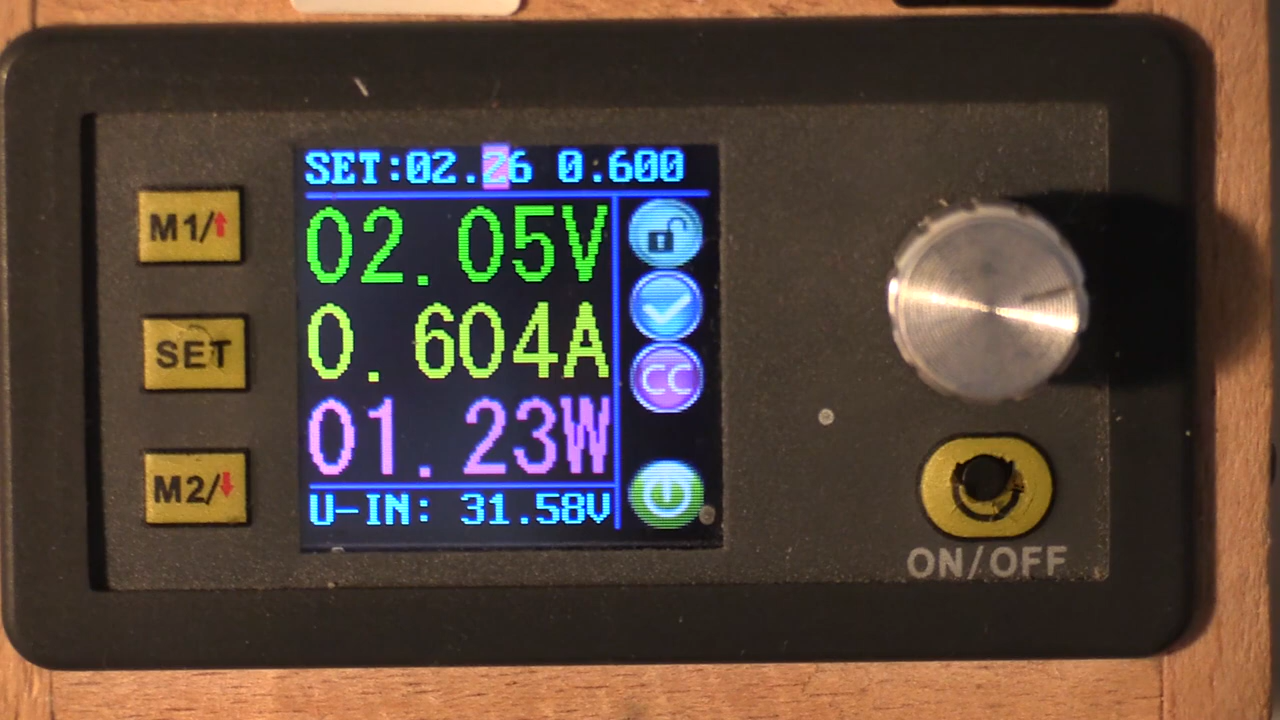 SET:02.26 0.600
02.05V
0.604A
01.23W
U-IN: 31.58V
CC
M1/
SET
M2/
ON/OFF